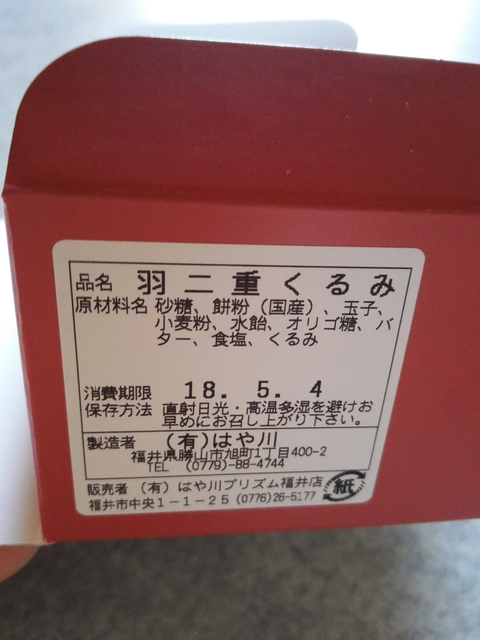 品名 羽二重くるみ
原材料名 砂糖、餅粉（国産）、玉子、
小麦粉、水飴、オリゴ糖、バ
ター、食塩、くるみ
消費期限 18. 5. 4
保存方法 直射日光・高温多湿を避けお
早めにお召し上がり下さい。
製造者 （有）はや川
福井県勝山市旭町1丁目400-2
TEL (0779)-88-4744
販売者 （有）はや川プリズム福井店
福井市中央1-1-25 (0776)26-5177
紙